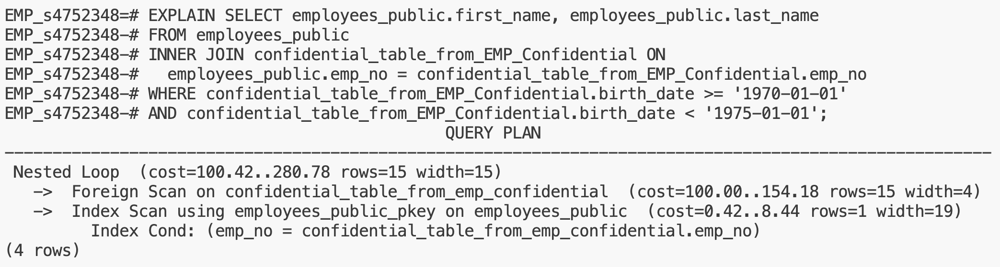 EMP_s4752348=# EXPLAIN SELECT employees_public.first_name, employees_public.last_name
EMP_s4752348-# FROM employees_public
EMP_s4752348-# INNER JOIN confidential_table_from_EMP_Confidential ON
EMP_s4752348-#   employees_public.emp_no = confidential_table_from_EMP_Confidential.emp_no
EMP_s4752348-# WHERE confidential_table_from_EMP_Confidential.birth_date >= '1970-01-01'
EMP_s4752348-# AND confidential_table_from_EMP_Confidential.birth_date < '1975-01-01';
QUERY PLAN
----------------------------------------------------------------------------------------------------------
Nested Loop  (cost=100.42..280.78 rows=15 width=15)
->  Foreign Scan on confidential_table_from_emp_confidential  (cost=100.00..154.18 rows=15 width=4)
->  Index Scan using employees_public_pkey on employees_public  (cost=0.42..8.44 rows=1 width=19)
Index Cond: (emp_no = confidential_table_from_emp_confidential.emp_no)
(4 rows)